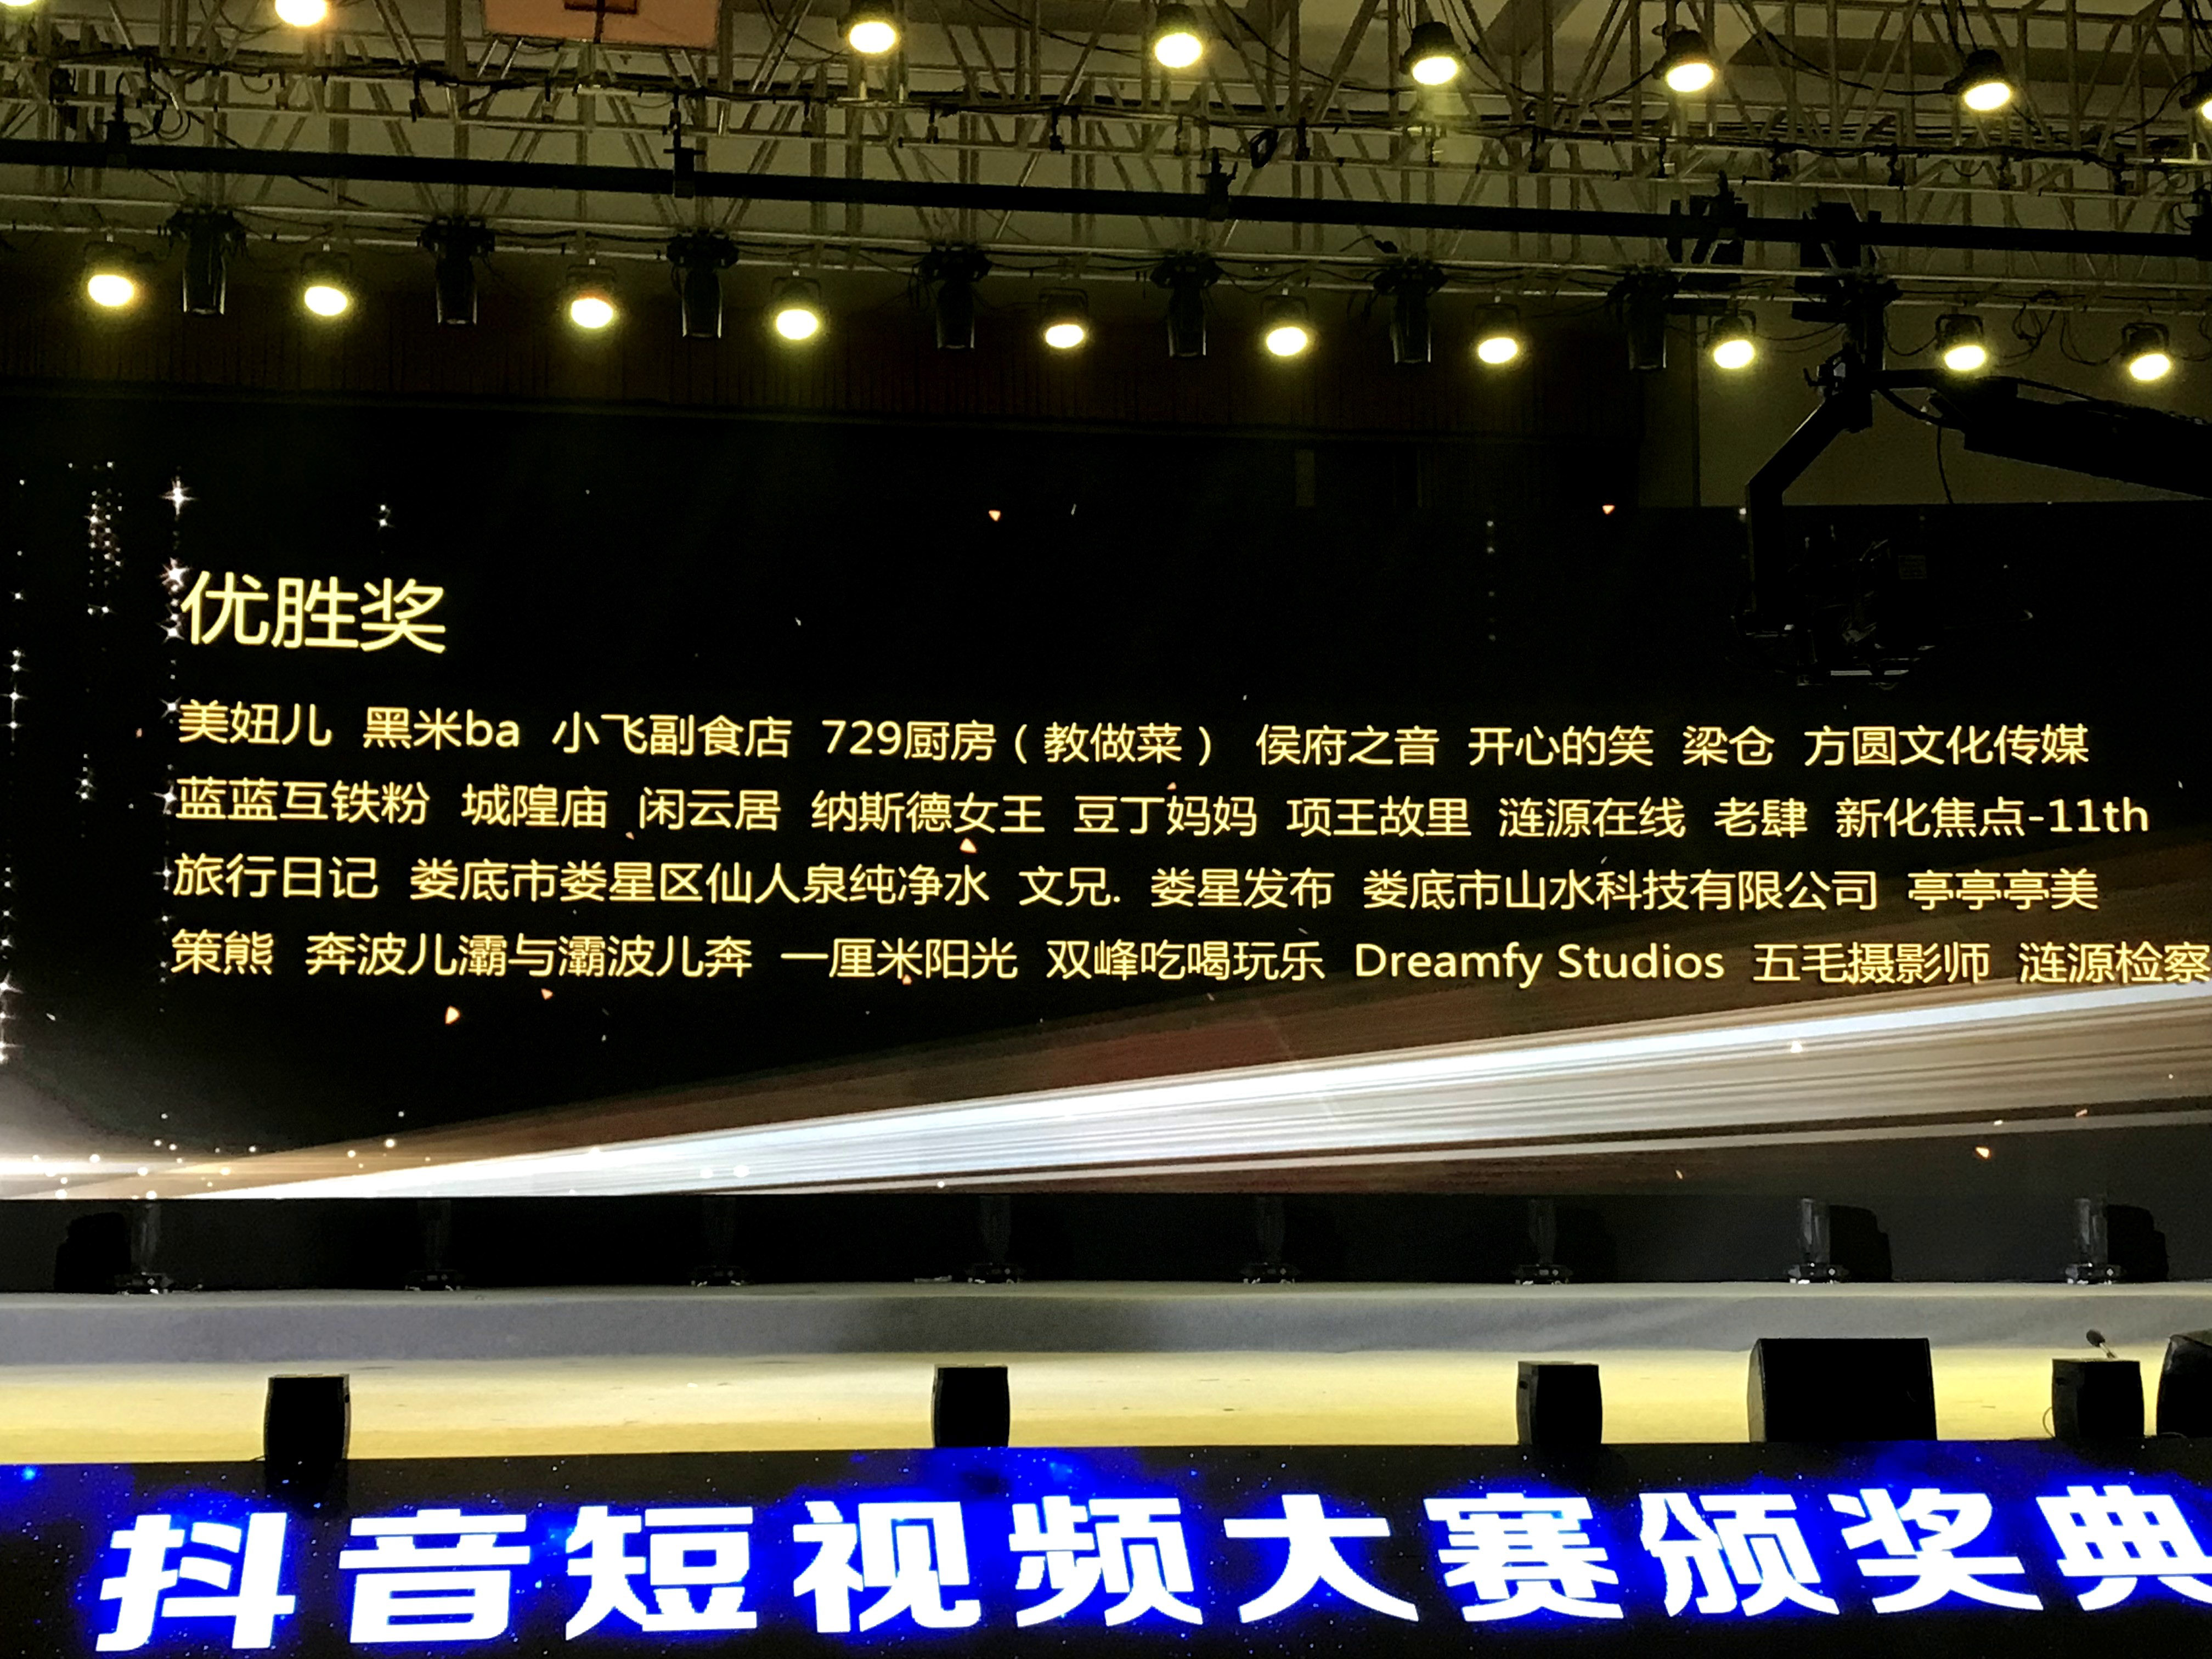 优胜奖
美妞儿 黑米ba 小飞副食店 729厨房（教做菜） 侯府之音 开心的笑 梁仓 方圆文化传媒
蓝蓝互铁粉 城隍庙 闲云居 纳斯德女王 豆丁妈妈 项王故里 涟源在线 老肆 新化焦点-11th
旅行日记 娄底市娄星区仙人泉纯净水 文兄. 娄星发布 娄底市山水科技有限公司 亭亭亭美
策熊 奔波儿灞与灞波儿奔 一厘米阳光 双峰吃喝玩乐 Dreamfy Studios 五毛摄影师 涟源检察
抖音短视频大赛颁奖典